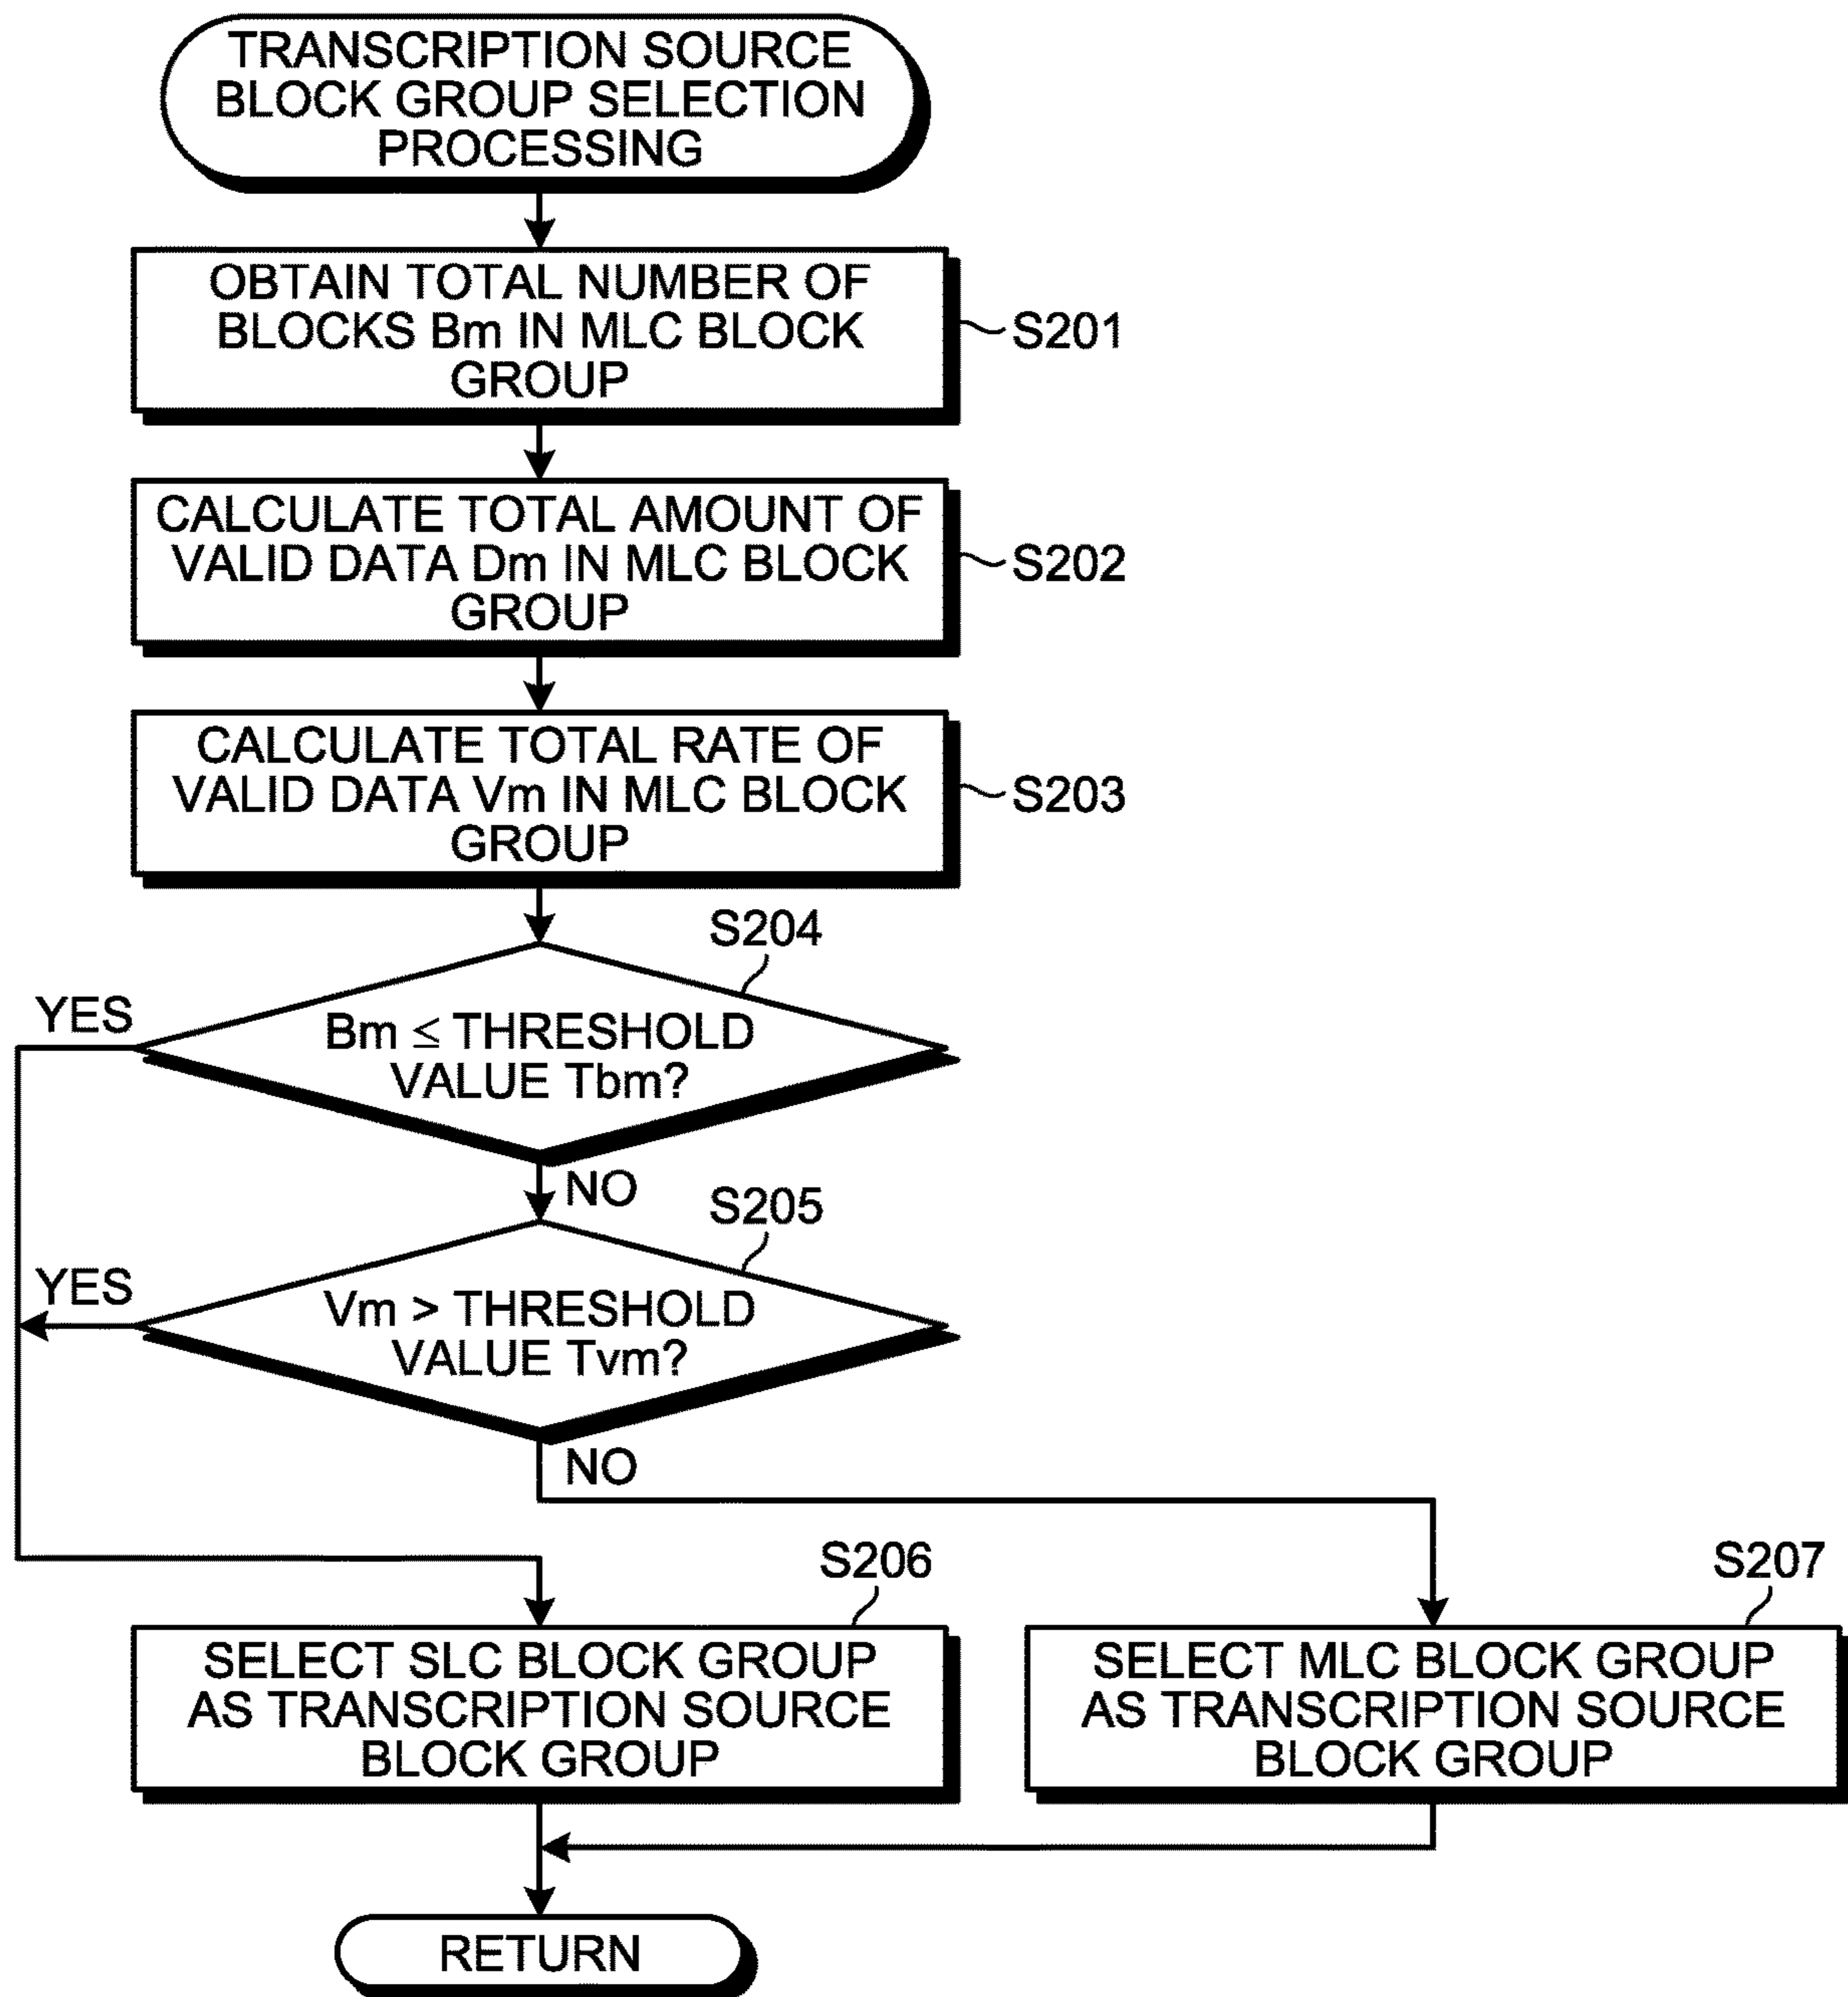 TRANSCRIPTION SOURCE
BLOCK GROUP SELECTION
PROCESSING
OBTAIN TOTAL NUMBER OF
BLOCKS Bm IN MLC BLOCK
GROUP
S201
CALCULATE TOTAL AMOUNT OF
VALID DATA Dm IN MLC BLOCK
GROUP
S202
CALCULATE TOTAL RATE OF
VALID DATA Vm IN MLC BLOCK
GROUP
S203
S204
YES
Bm ≤ THRESHOLD
VALUE Tbm?
NO
S205
YES
Vm > THRESHOLD
VALUE Tvm?
NO
S206
SELECT SLC BLOCK GROUP
AS TRANSCRIPTION SOURCE
BLOCK GROUP
S207
SELECT MLC BLOCK GROUP
AS TRANSCRIPTION SOURCE
BLOCK GROUP
RETURN